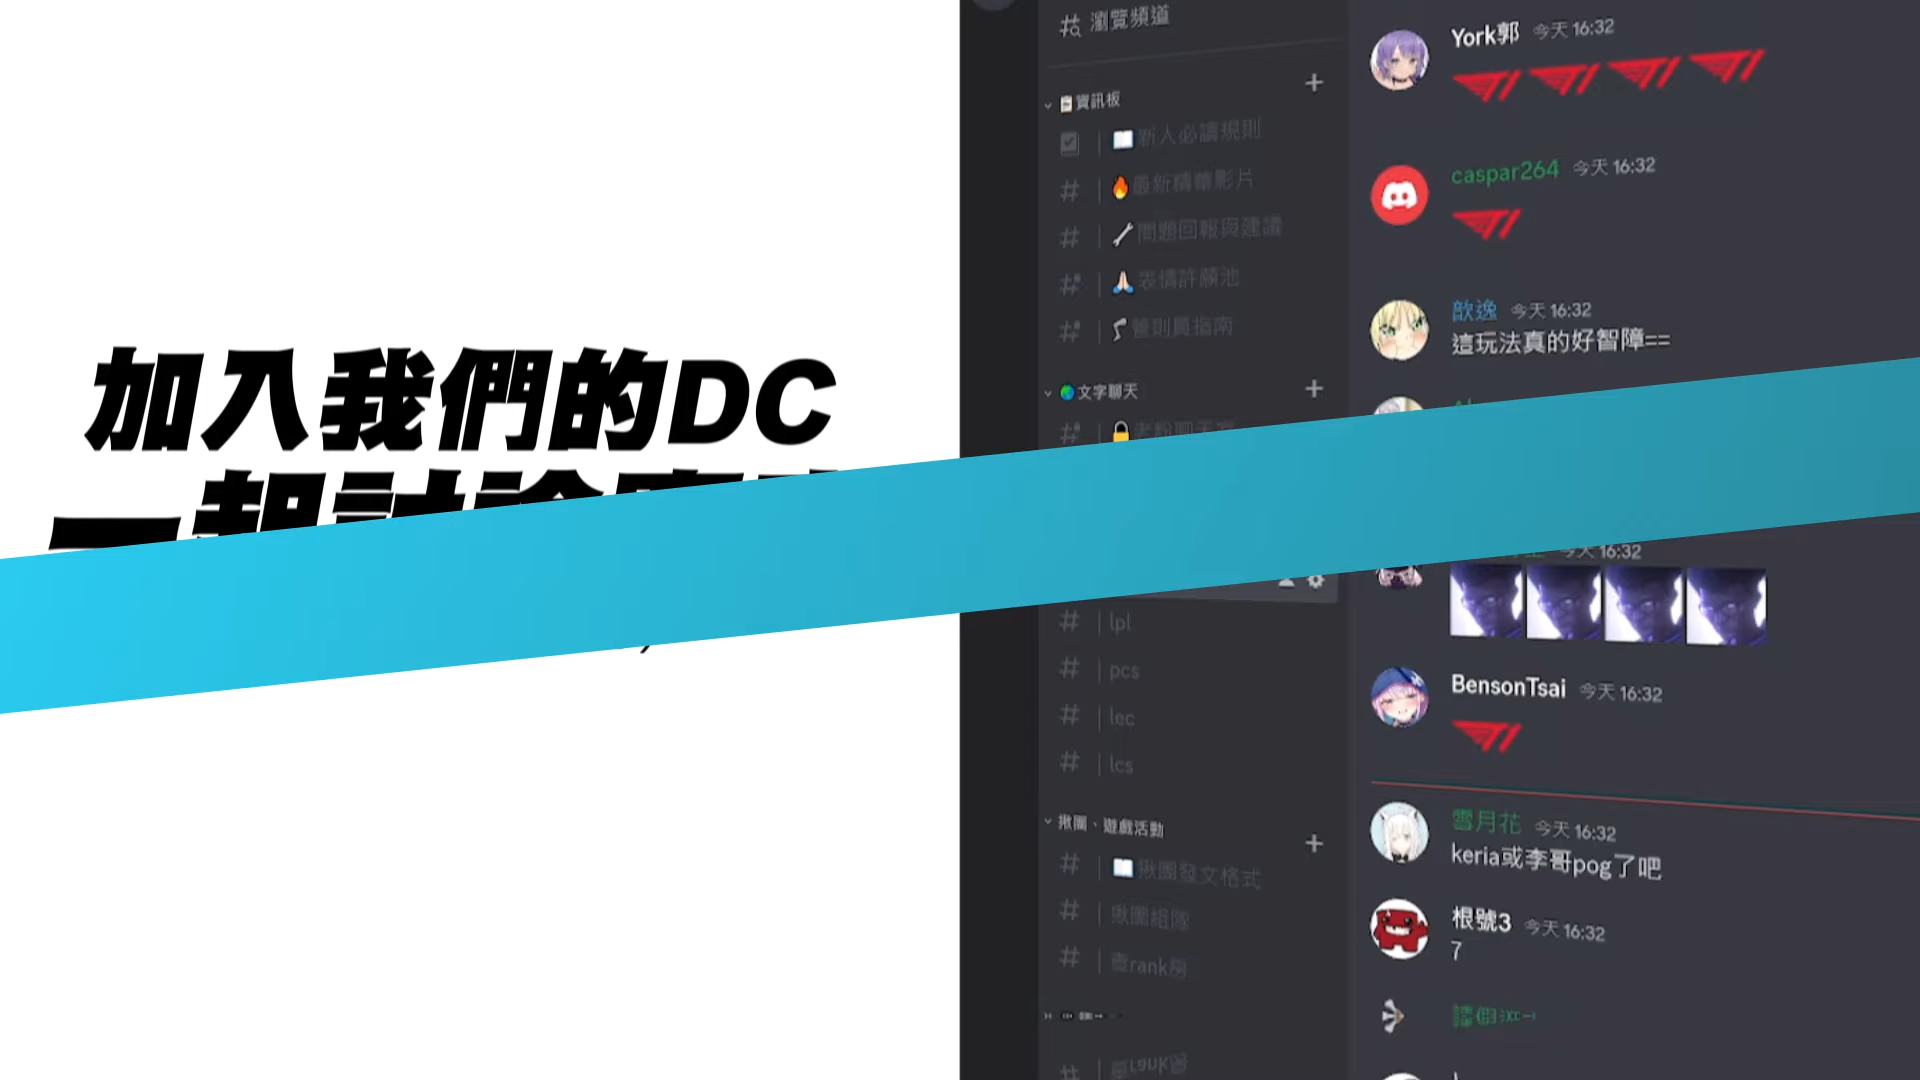 加入我們的DC
瀏覽頻道
資訊板
新人必讀規則
最新精華影片
問題回報與建議
表情許願池
管理員指南
文字聊天
老粉聊天室
lpl
pcs
lec
lcs
揪團、遊戲活動
揪團發文格式
揪團組隊
York郭 今天 16:32
caspar264 今天 16:32
歆逸 今天 16:32
這玩法真的好智障==
今天 16:32
BensonTsai 今天 16:32
雪月花 今天 16:32
keria或李哥pog了吧
根號3 今天 16:32
7